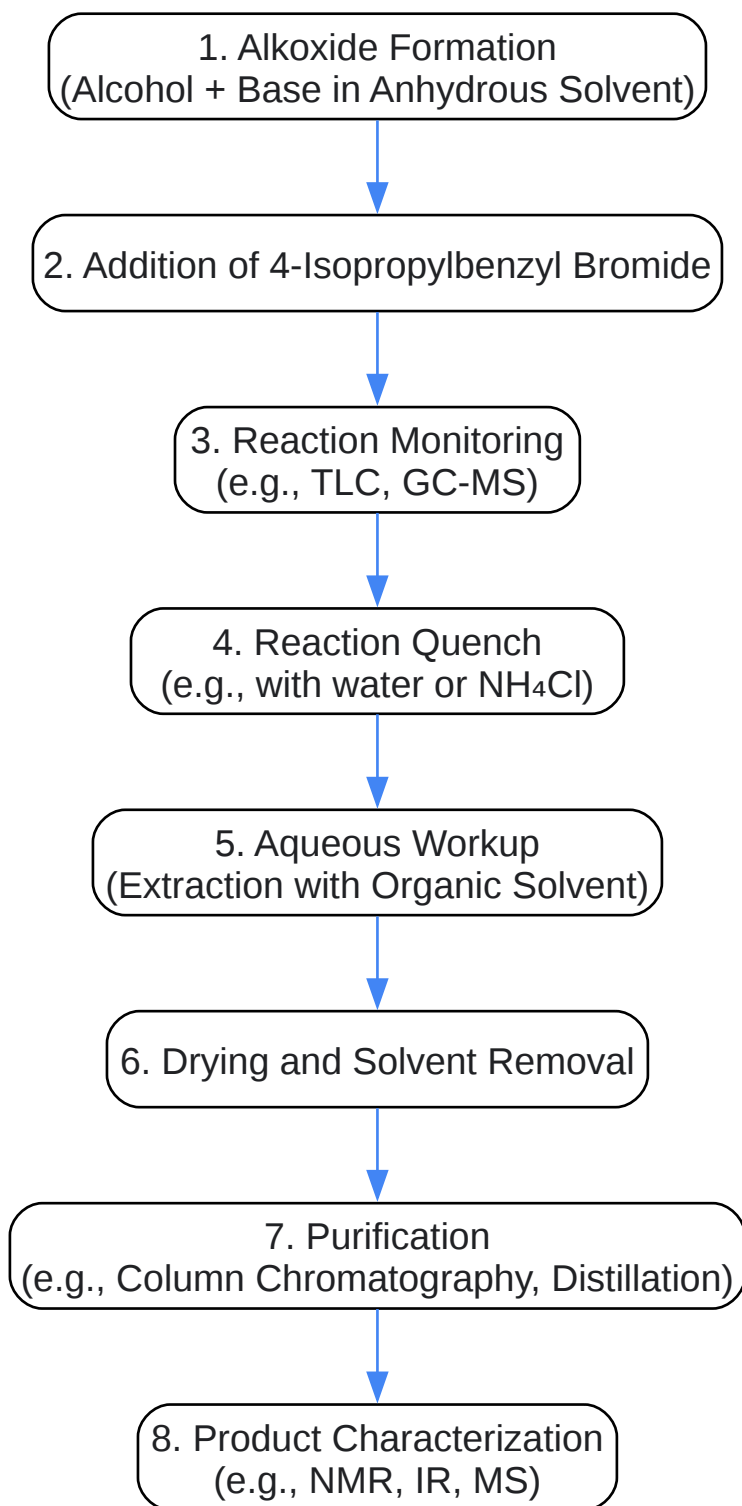 1. Alkoxide Formation
(Alcohol + Base in Anhydrous Solvent)
2. Addition of 4-Isopropylbenzyl Bromide
3. Reaction Monitoring
(e.g., TLC, GC-MS)
4. Reaction Quench
(e.g., with water or NH₄Cl)
5. Aqueous Workup
(Extraction with Organic Solvent)
6. Drying and Solvent Removal
7. Purification
(e.g., Column Chromatography, Distillation)
8. Product Characterization
(e.g., NMR, IR, MS)